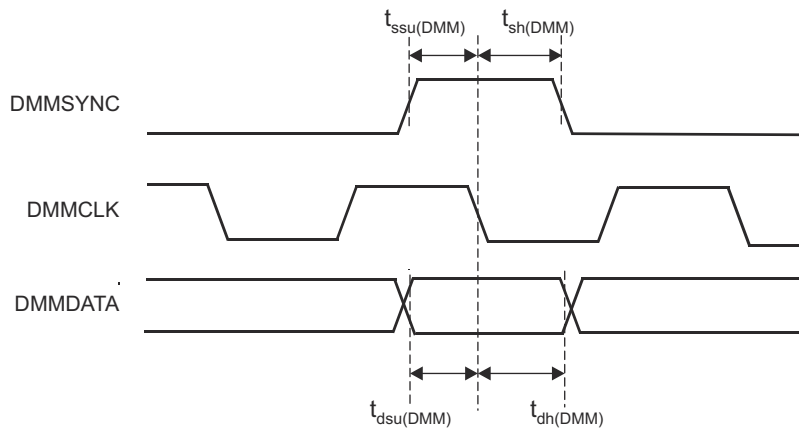 tssu(DMM) tsh(DMM)
DMMSYNC
DMMCLK
DMMDATA
tdsu(DMM) tdh(DMM)